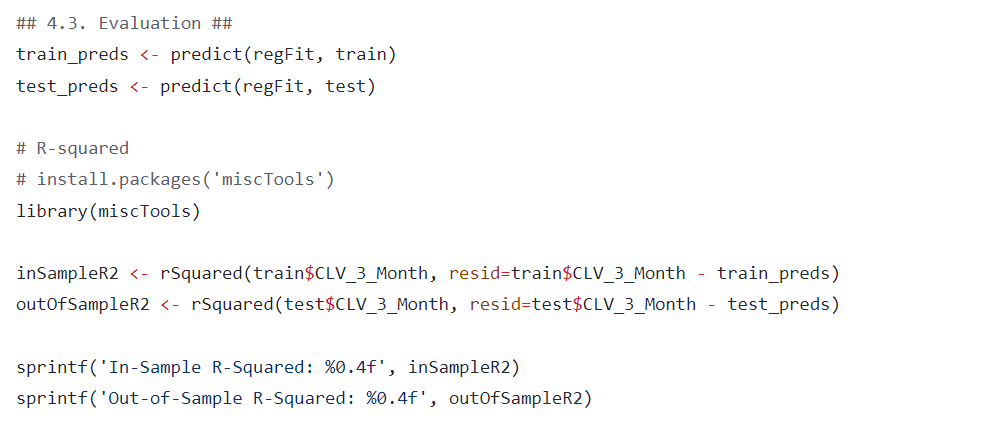 ## 4.3. Evaluation ##
train_preds <- predict(regFit, train)
test_preds <- predict(regFit, test)
# R-squared
# install.packages('miscTools')
library(miscTools)
inSampleR2 <- rSquared(train$CLV_3_Month, resid=train$CLV_3_Month - train_preds)
outOfSampleR2 <- rSquared(test$CLV_3_Month, resid=test$CLV_3_Month - test_preds)
sprintf('In-Sample R-Squared: %0.4f', inSampleR2)
sprintf('Out-of-Sample R-Squared: %0.4f', outOfSampleR2)